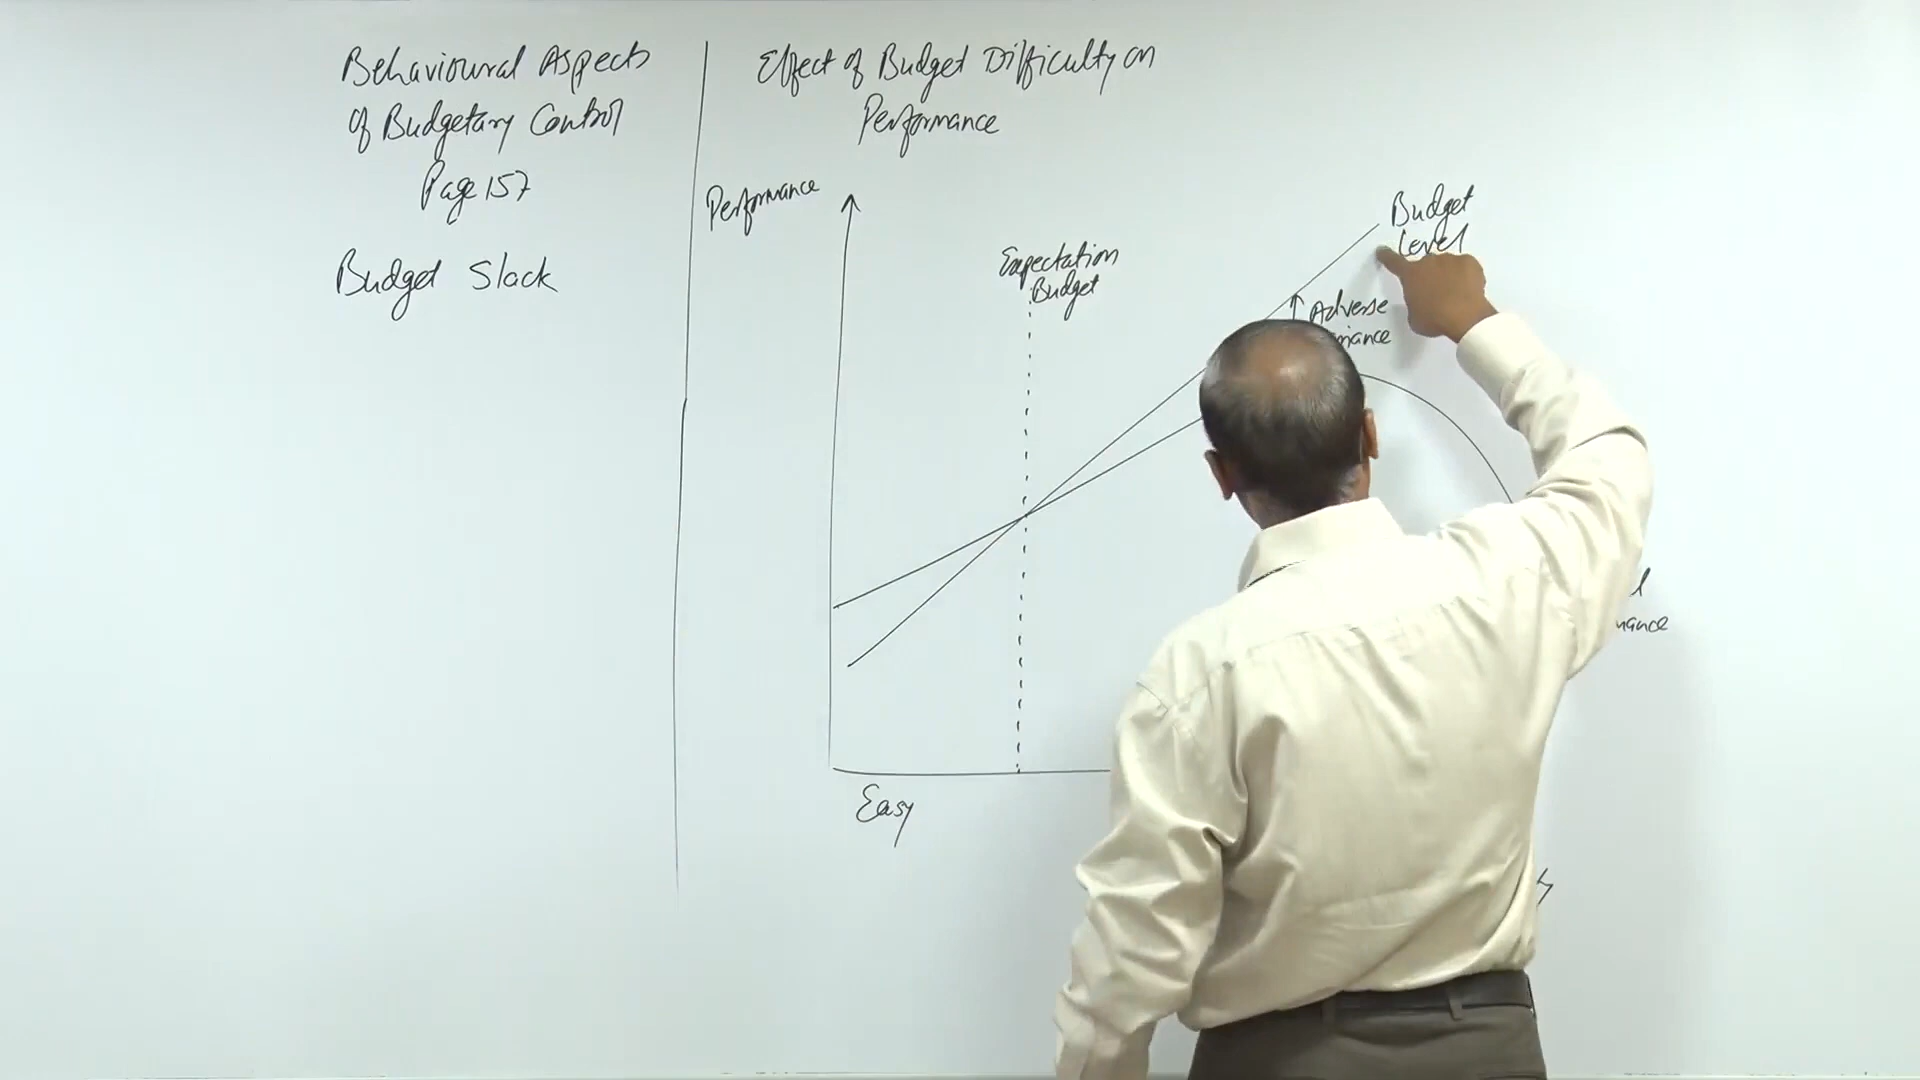 Behavioural Aspects
of Budgetary Control
Page 157
Budget Slack
Effect of Budget Difficulty on
Performance
Performance
Expectation
Budget
Budget
Level
Adverse
Easy